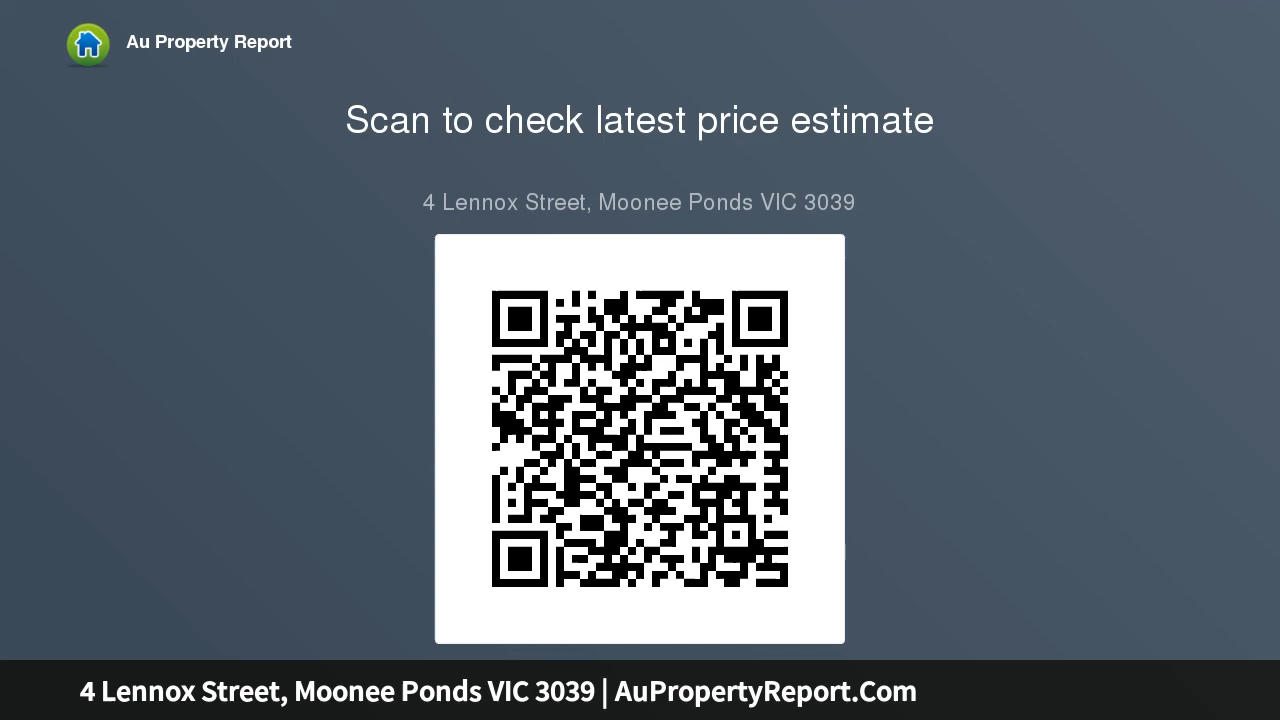 Au Property Report
Scan to check latest price estimate
4 Lennox Street, Moonee Ponds VIC 3039
4 Lennox Street, Moonee Ponds VIC 3039 | AuPropertyReport.Com